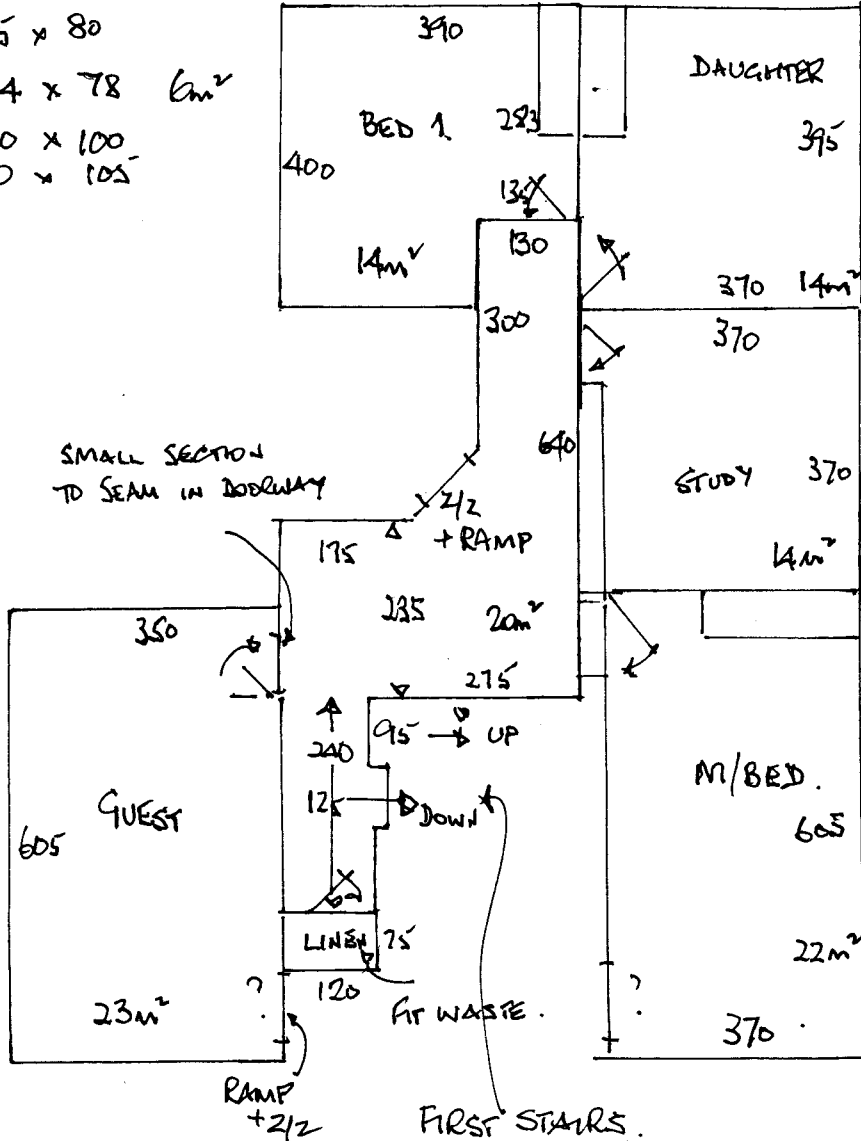 5 x 80
4 x 78 6m²
0 x 100
0 x 105
390
DAUGHTER
BED 1
283
395
400
135
130
14m²
370 14m²
300
370
640
SMALL SECTION
TO SEAM IN DOORWAY
STUDY 370
2/2
+ RAMP
175
14m²
235
20m²
350
275
95 UP
240
M/BED.
GUEST
125
DOWN
605
605
LINEN 75
22m²
120
?
?
23m²
FIT WASTE.
370
RAMP
+ 2/2
FIRST STAIRS.